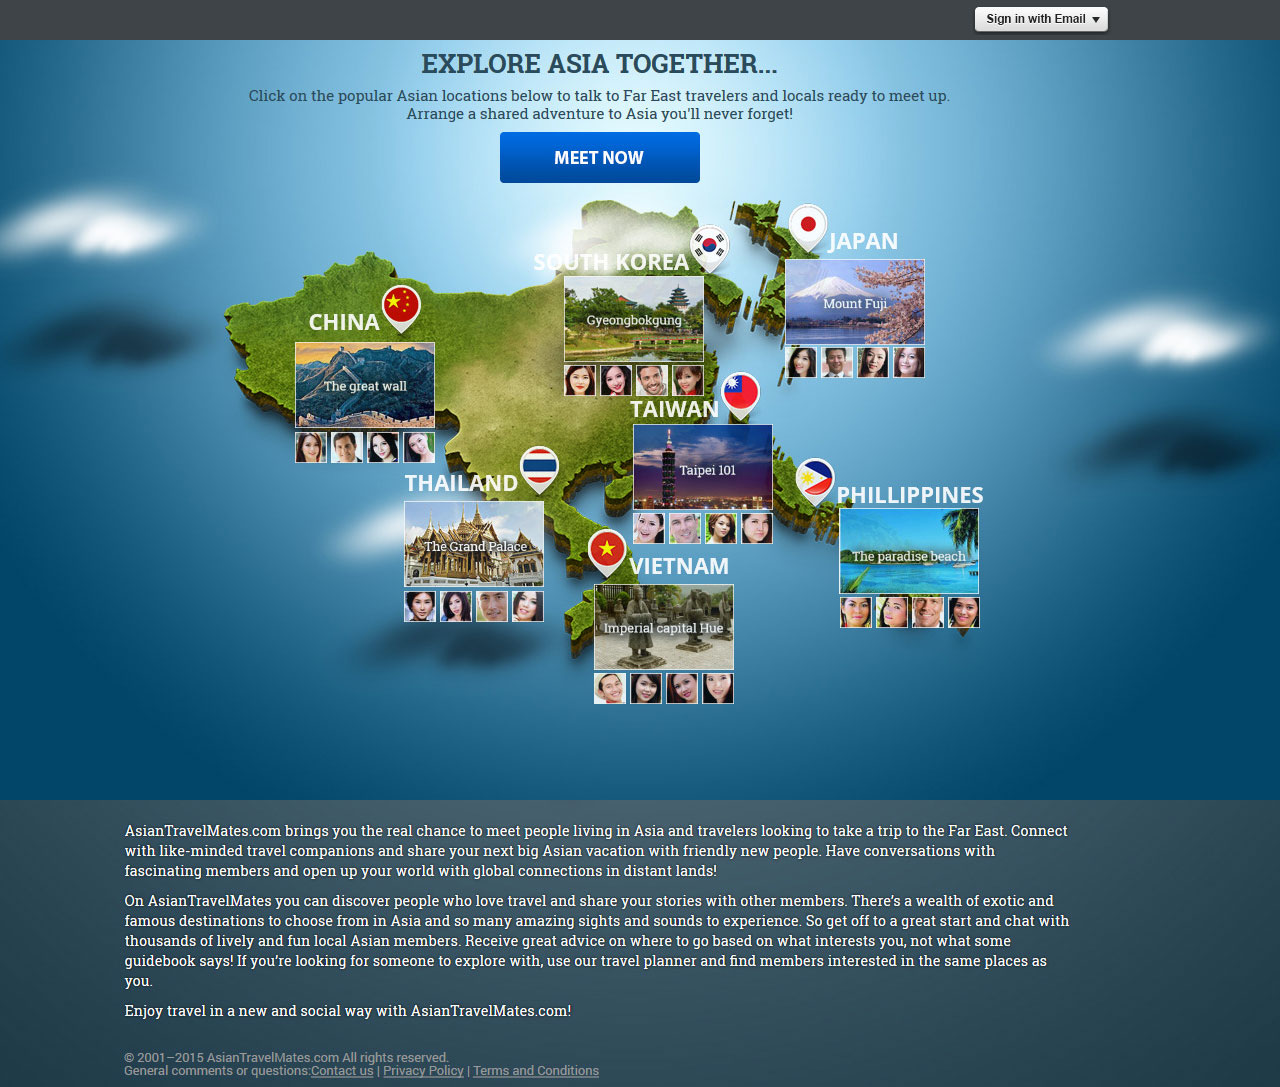 Sign in with Email
EXPLORE ASIA TOGETHER...
Click on the popular Asian locations below to talk to Far East travelers and locals ready to meet up.
Arrange a shared adventure to Asia you'll never forget!
MEET NOW
JAPAN
Mount Fuji
SOUTH KOREA
Gyeongbokgung
CHINA
The great wall
TAIWAN
Taipei 101
THAILAND
The Grand Palace
PHILLIPPINES
The paradise beach
VIETNAM
Imperial capital Hue
AsianTravelMates.com brings you the real chance to meet people living in Asia and travelers looking to take a trip to the Far East. Connect
with like-minded travel companions and share your next big Asian vacation with friendly new people. Have conversations with
fascinating members and open up your world with global connections in distant lands!
On AsianTravelMates you can discover people who love travel and share your stories with other members. There's a wealth of exotic and
famous destinations to choose from in Asia and so many amazing sights and sounds to experience. So get off to a great start and chat with
thousands of lively and fun local Asian members. Receive great advice on where to go based on what interests you, not what some
guidebook says! If you're looking for someone to explore with, use our travel planner and find members interested in the same places as
you.
Enjoy travel in a new and social way with AsianTravelMates.com!
© 2001–2015 AsianTravelMates.com All rights reserved.
General comments or questions:Contact us | Privacy Policy | Terms and Conditions